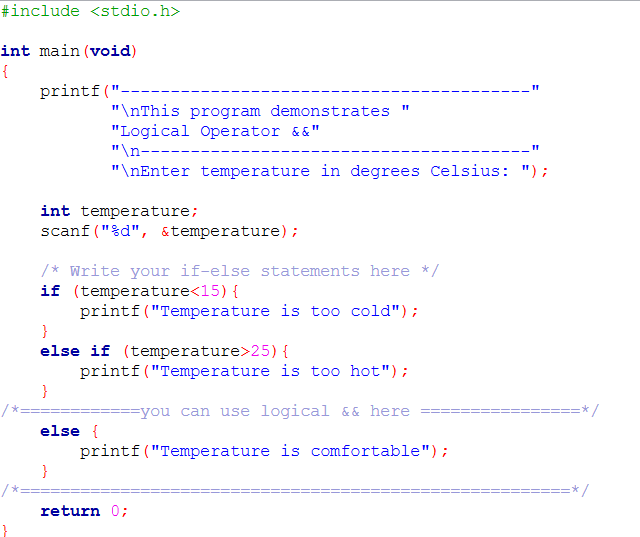 #include <stdio.h>
int main(void)
{
    printf("-----------------------------------------"
           "\nThis program demonstrates "
           "Logical Operator &&"
           "\n---------------------------------------"
           "\nEnter temperature in degrees Celsius: ");
    int temperature;
    scanf("%d", &temperature);
    /* Write your if-else statements here */
    if (temperature<15){
        printf("Temperature is too cold");
    }
    else if (temperature>25){
        printf("Temperature is too hot");
    }
/*============you can use logical && here ================*/
    else {
        printf("Temperature is comfortable");
    }
/*=======================================================*/
    return 0;
}